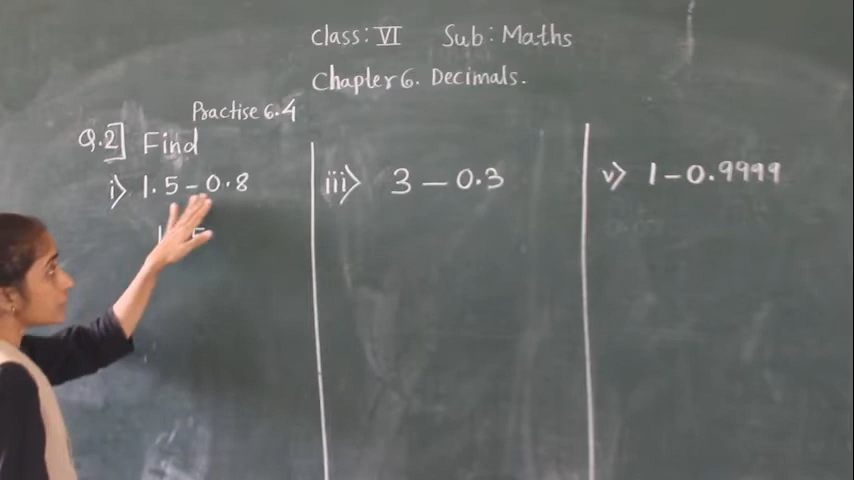 Class: VI Sub: Maths
Chapter 6. Decimals.
Practise 6.4
Q.2] Find
i) 1.5 - 0.8
iii) 3 - 0.3
v) 1 - 0.9999